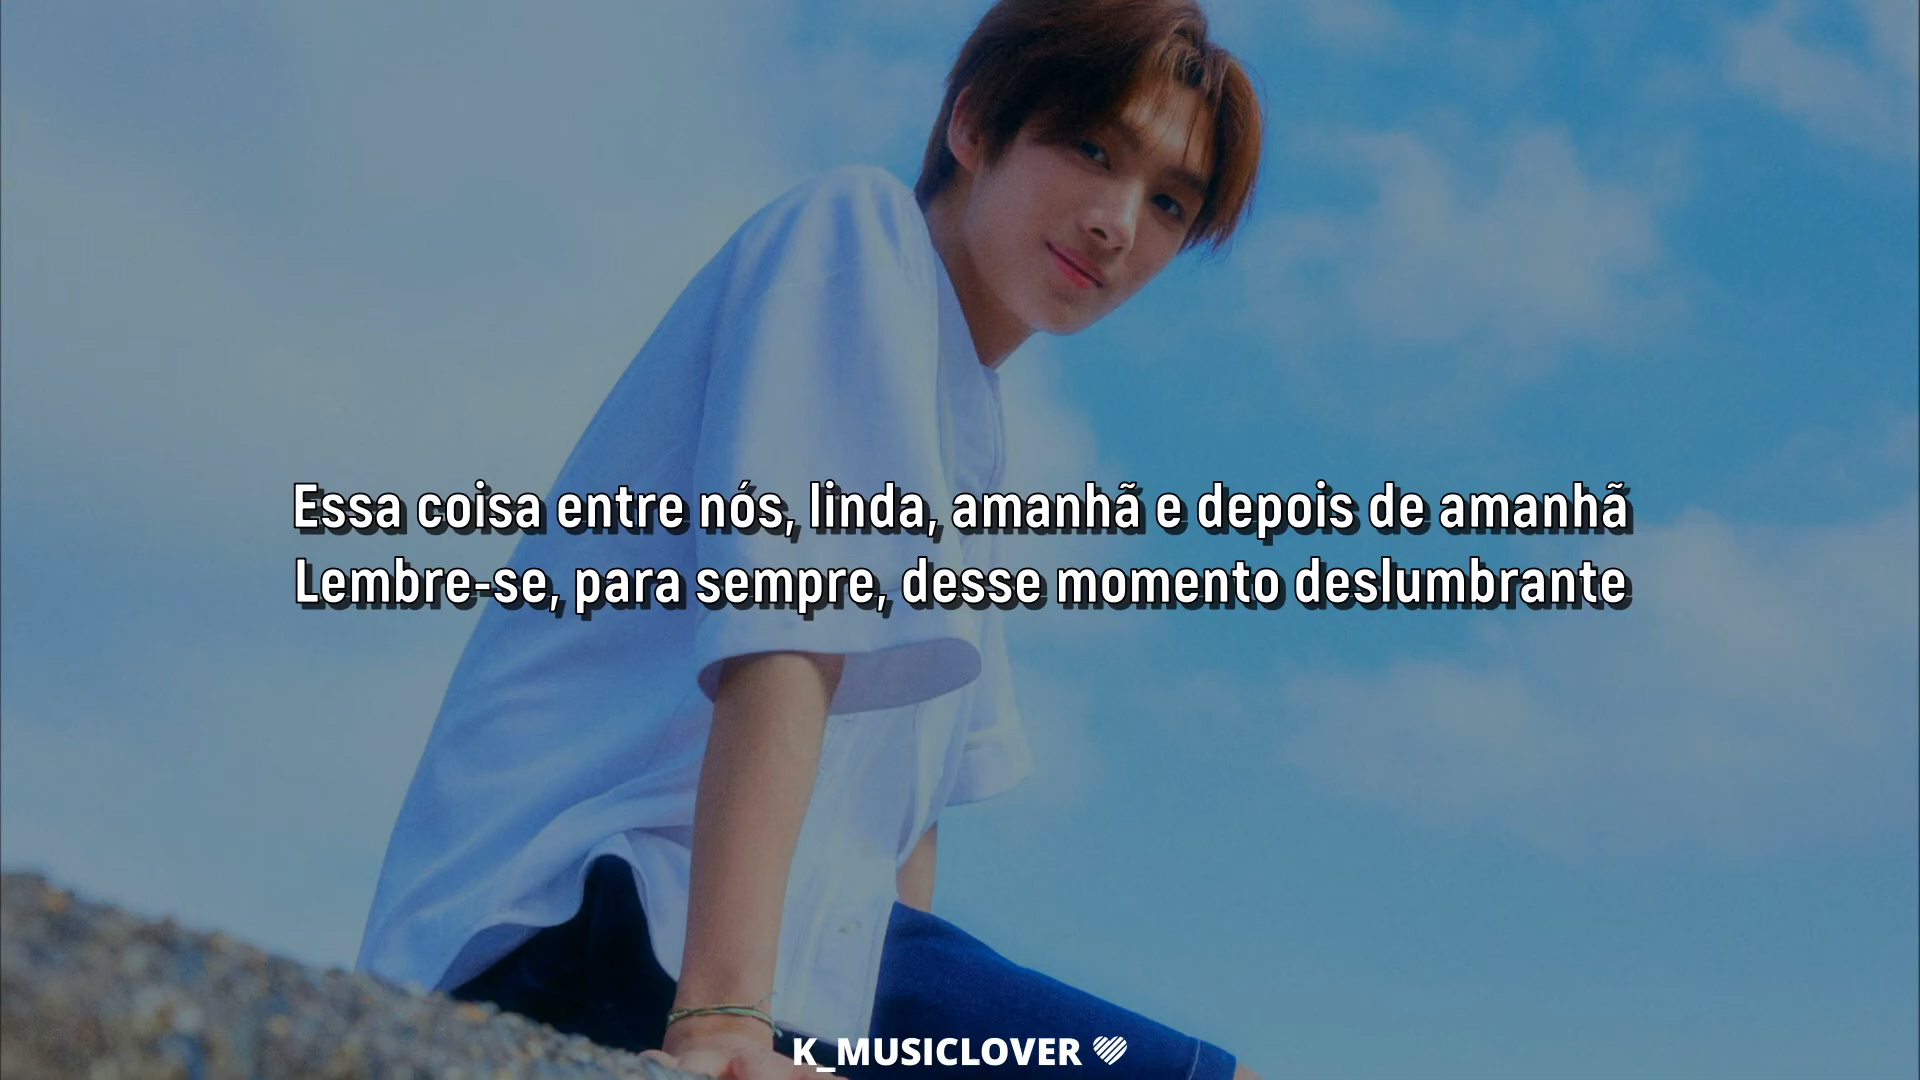 Essa coisa entre nós, linda, amanhã e depois de amanhã
Lembre-se, para sempre, desse momento deslumbrante
K_MUSICLOVER